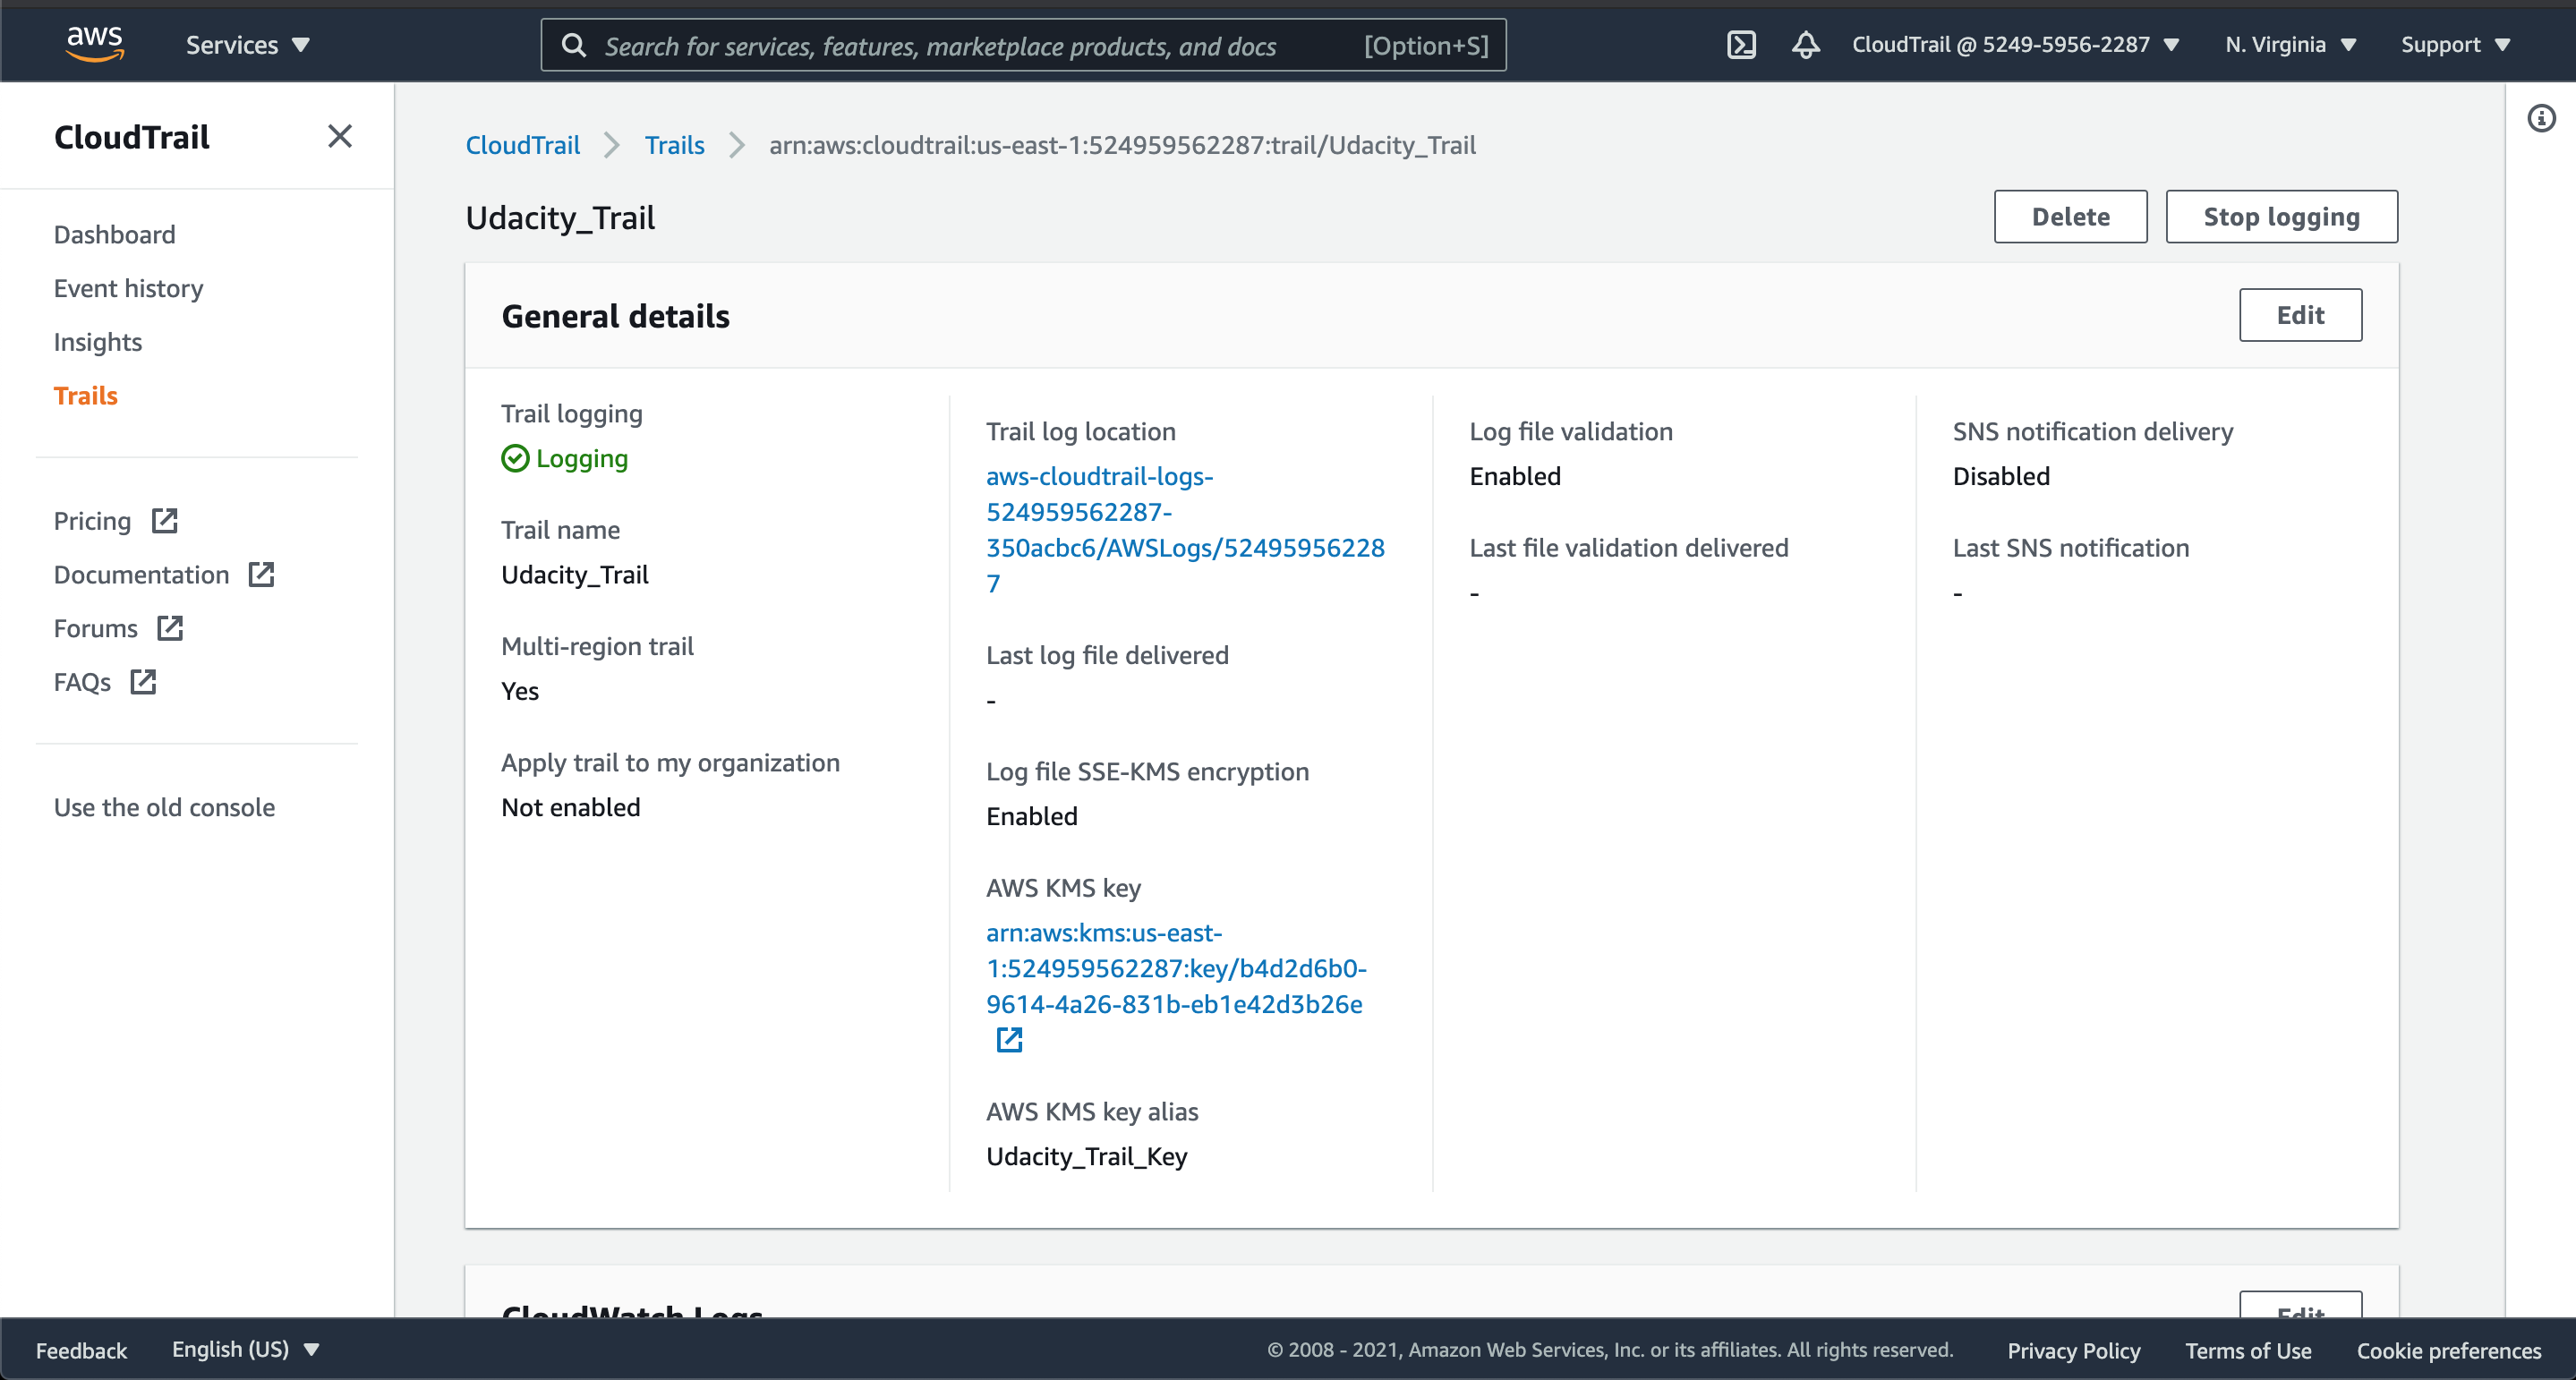 aws
Services
Search for services, features, marketplace products, and docs
[Option+S]
CloudTrail @ 5249-5956-2287
N. Virginia
Support
CloudTrail
Dashboard
Event history
Insights
Trails
Pricing
Documentation
Forums
FAQs
Use the old console
CloudTrail
Trails
arn:aws:cloudtrail:us-east-1:524959562287:trail/Udacity_Trail
Udacity_Trail
Delete
Stop logging
General details
Edit
Trail logging
Logging
Trail name
Udacity_Trail
Multi-region trail
Yes
Apply trail to my organization
Not enabled
Trail log location
aws-cloudtrail-logs-
524959562287-
350acbc6/AWSLogs/52495956228
7
Last log file delivered
-
Log file SSE-KMS encryption
Enabled
AWS KMS key
arn:aws:kms:us-east-
1:524959562287:key/b4d2d6b0-
9614-4a26-831b-eb1e42d3b26e
AWS KMS key alias
Udacity_Trail_Key
Log file validation
Enabled
Last file validation delivered
-
SNS notification delivery
Disabled
Last SNS notification
-
CloudWatch Logs
Edit
Feedback
English (US)
© 2008 - 2021, Amazon Web Services, Inc. or its affiliates. All rights reserved.
Privacy Policy
Terms of Use
Cookie preferences